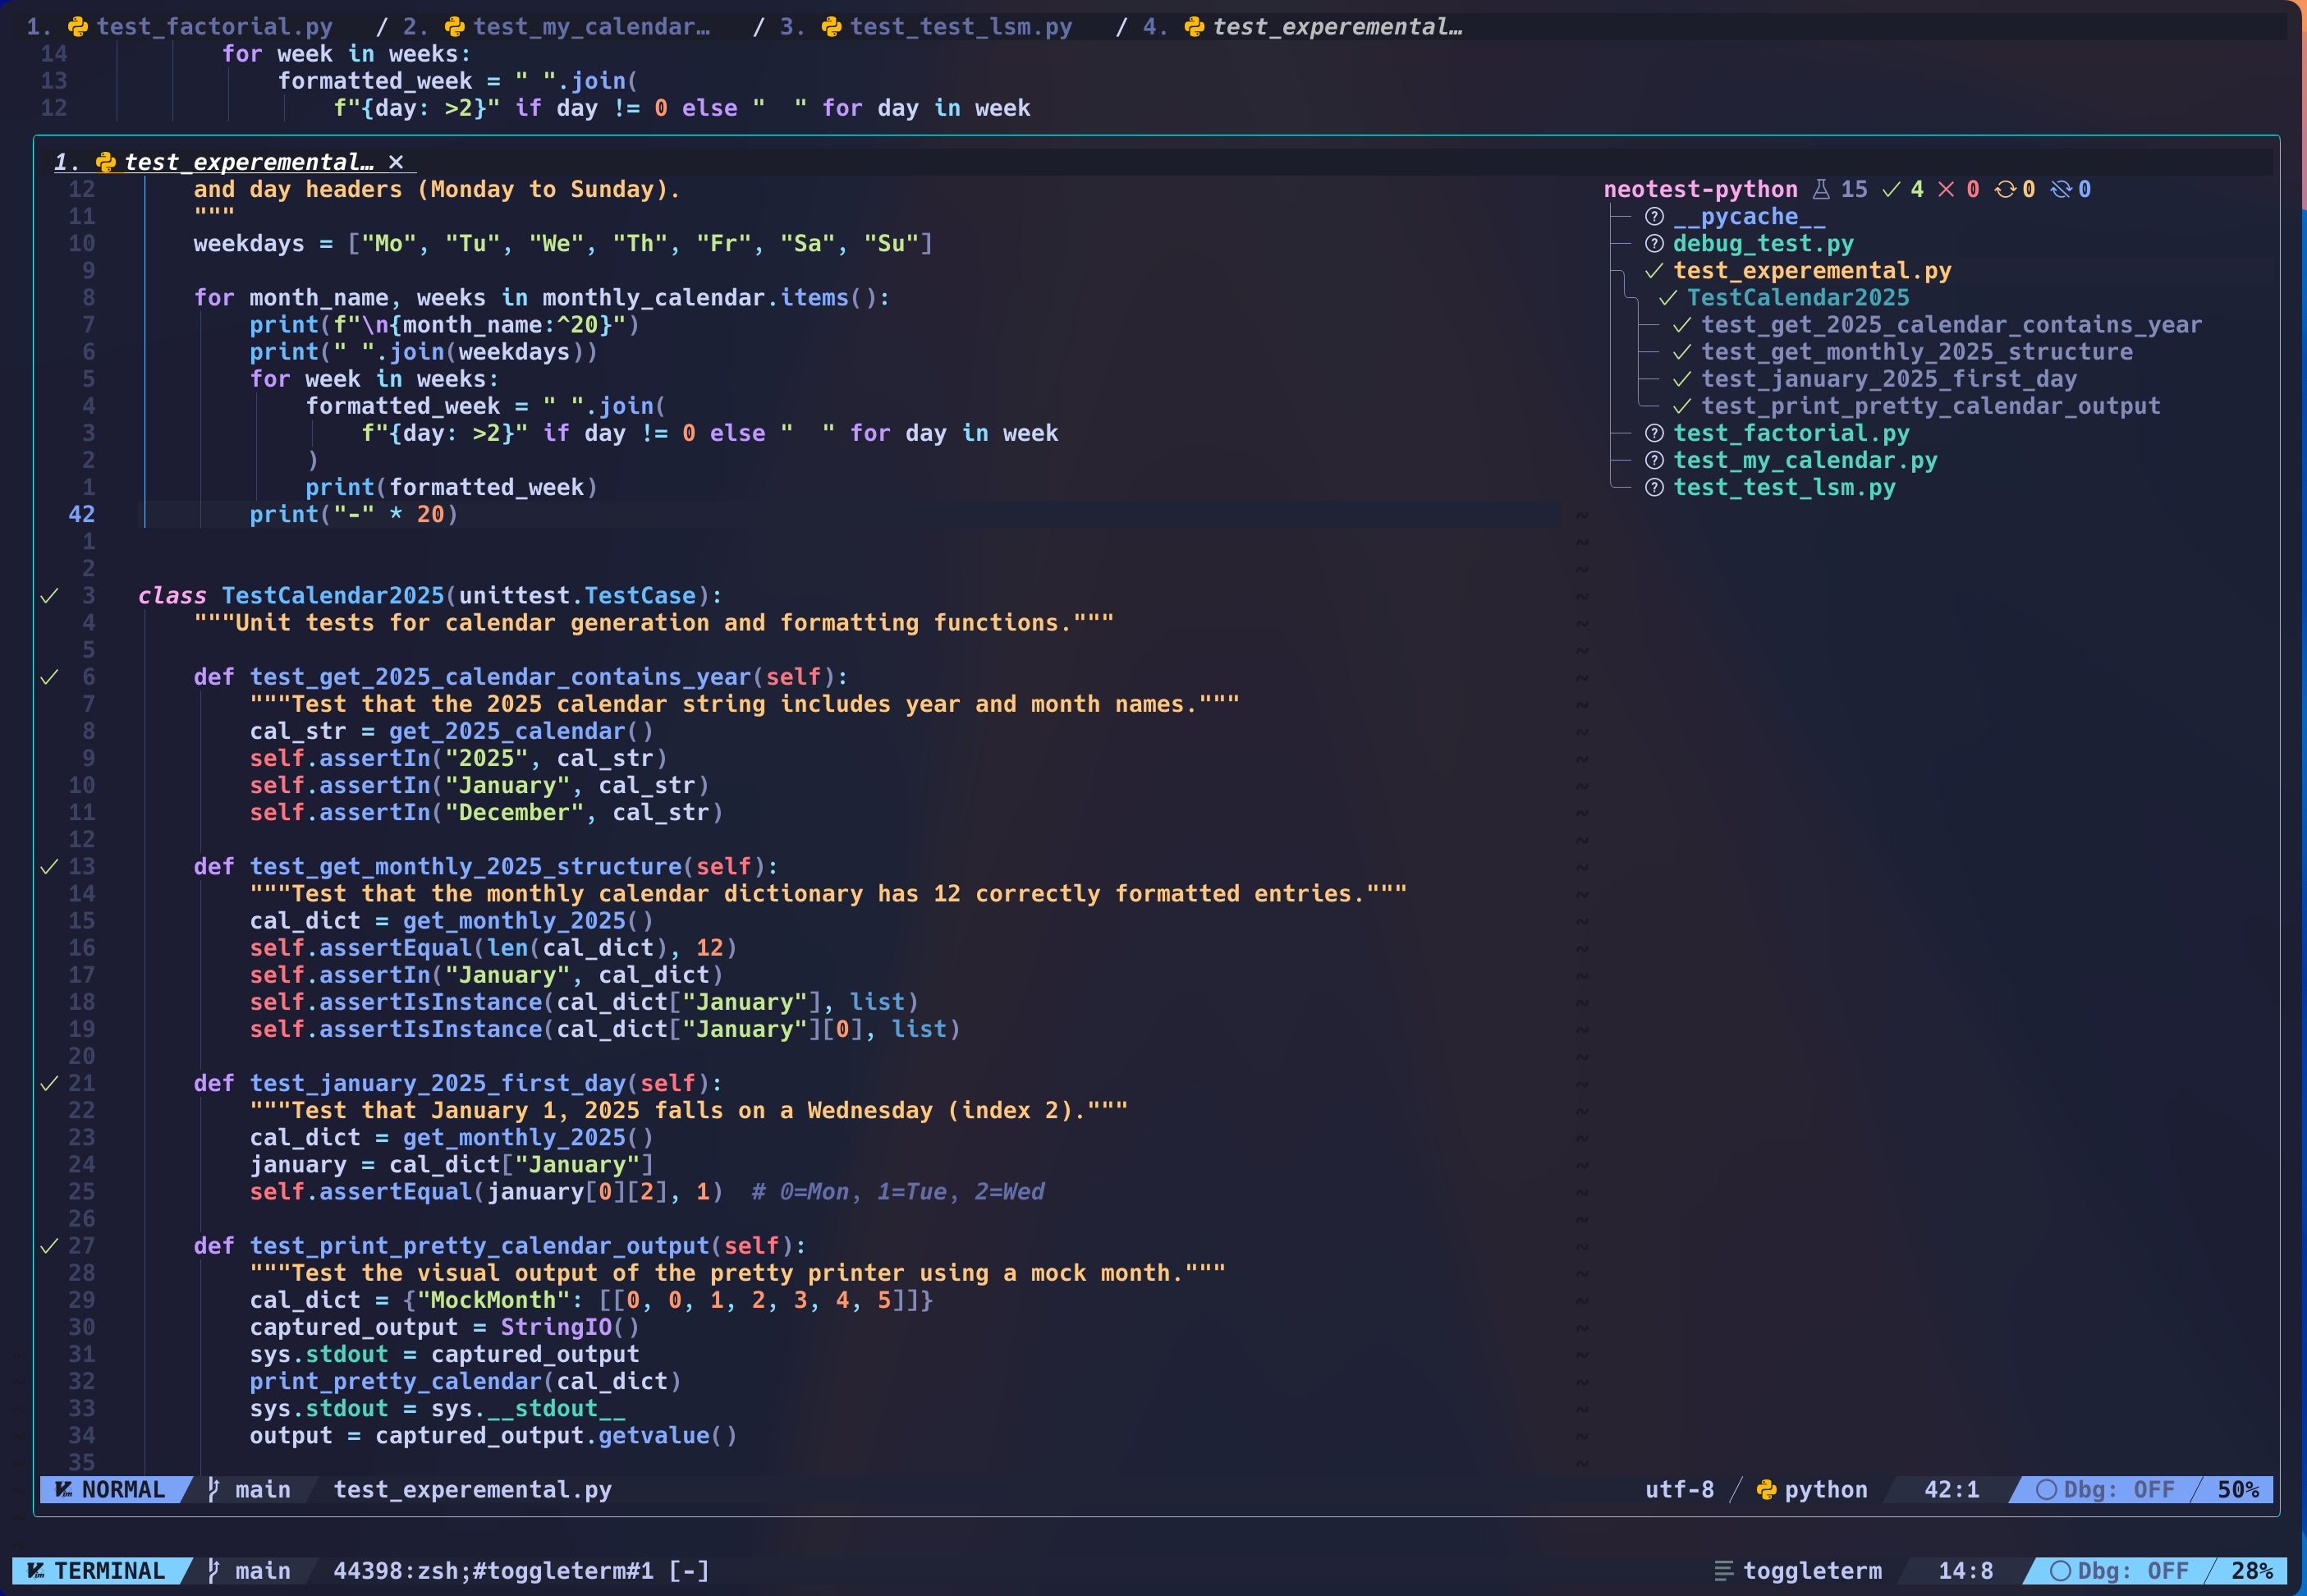 1. test_factorial.py / 2. test_my_calendar… / 3. test_test_lsm.py / 4. test_experemental…
14 for week in weeks:
13 formatted_week = " ".join(
12 f"{day: >2}" if day != 0 else "  " for day in week
1. test_experemental… ×
12 and day headers (Monday to Sunday).
11 """
10 weekdays = ["Mo", "Tu", "We", "Th", "Fr", "Sa", "Su"]
9
8 for month_name, weeks in monthly_calendar.items():
7 print(f"\n{month_name:^20}")
6 print(" ".join(weekdays))
5 for week in weeks:
4 formatted_week = " ".join(
3 f"{day: >2}" if day != 0 else "  " for day in week
2 )
1 print(formatted_week)
42 print("-" * 20)
1
2
3 class TestCalendar2025(unittest.TestCase):
4 """Unit tests for calendar generation and formatting functions."""
5
6 def test_get_2025_calendar_contains_year(self):
7 """Test that the 2025 calendar string includes year and month names."""
8 cal_str = get_2025_calendar()
9 self.assertIn("2025", cal_str)
10 self.assertIn("January", cal_str)
11 self.assertIn("December", cal_str)
12
13 def test_get_monthly_2025_structure(self):
14 """Test that the monthly calendar dictionary has 12 correctly formatted entries."""
15 cal_dict = get_monthly_2025()
16 self.assertEqual(len(cal_dict), 12)
17 self.assertIn("January", cal_dict)
18 self.assertIsInstance(cal_dict["January"], list)
19 self.assertIsInstance(cal_dict["January"][0], list)
20
21 def test_january_2025_first_day(self):
22 """Test that January 1, 2025 falls on a Wednesday (index 2)."""
23 cal_dict = get_monthly_2025()
24 january = cal_dict["January"]
25 self.assertEqual(january[0][2], 1)  # 0=Mon, 1=Tue, 2=Wed
26
27 def test_print_pretty_calendar_output(self):
28 """Test the visual output of the pretty printer using a mock month."""
29 cal_dict = {"MockMonth": [[0, 0, 1, 2, 3, 4, 5]]}
30 captured_output = StringIO()
31 sys.stdout = captured_output
32 print_pretty_calendar(cal_dict)
33 sys.stdout = sys.__stdout__
34 output = captured_output.getvalue()
35
neotest-python 15 4 0 0 0
__pycache__
debug_test.py
test_experemental.py
TestCalendar2025
test_get_2025_calendar_contains_year
test_get_monthly_2025_structure
test_january_2025_first_day
test_print_pretty_calendar_output
test_factorial.py
test_my_calendar.py
test_test_lsm.py
NORMAL main test_experemental.py utf-8 python 42:1 Dbg: OFF 50%
TERMINAL main 44398:zsh;#toggleterm#1 [-] toggleterm 14:8 Dbg: OFF 28%